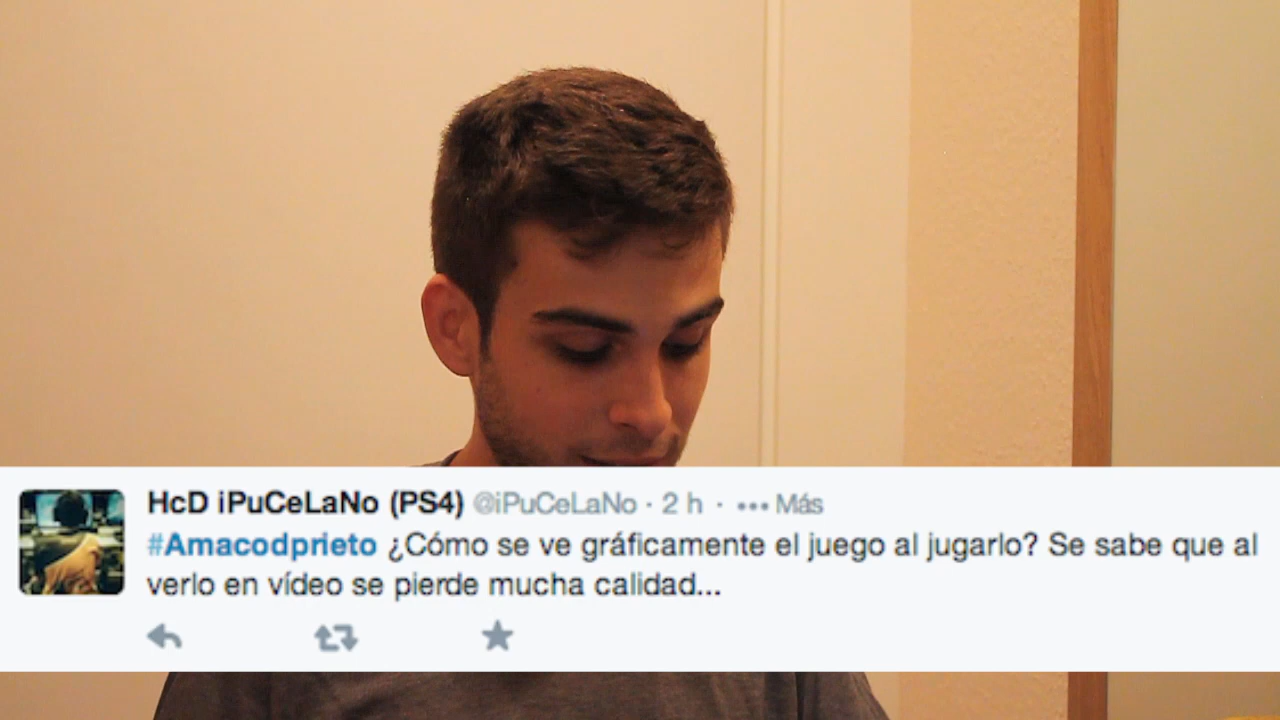 HcD iPuCeLaNo (PS4) @iPuCeLaNo · 2 h · ••• Más
#Amacodprieto ¿Cómo se ve gráficamente el juego al jugarlo? Se sabe que al
verlo en vídeo se pierde mucha calidad...